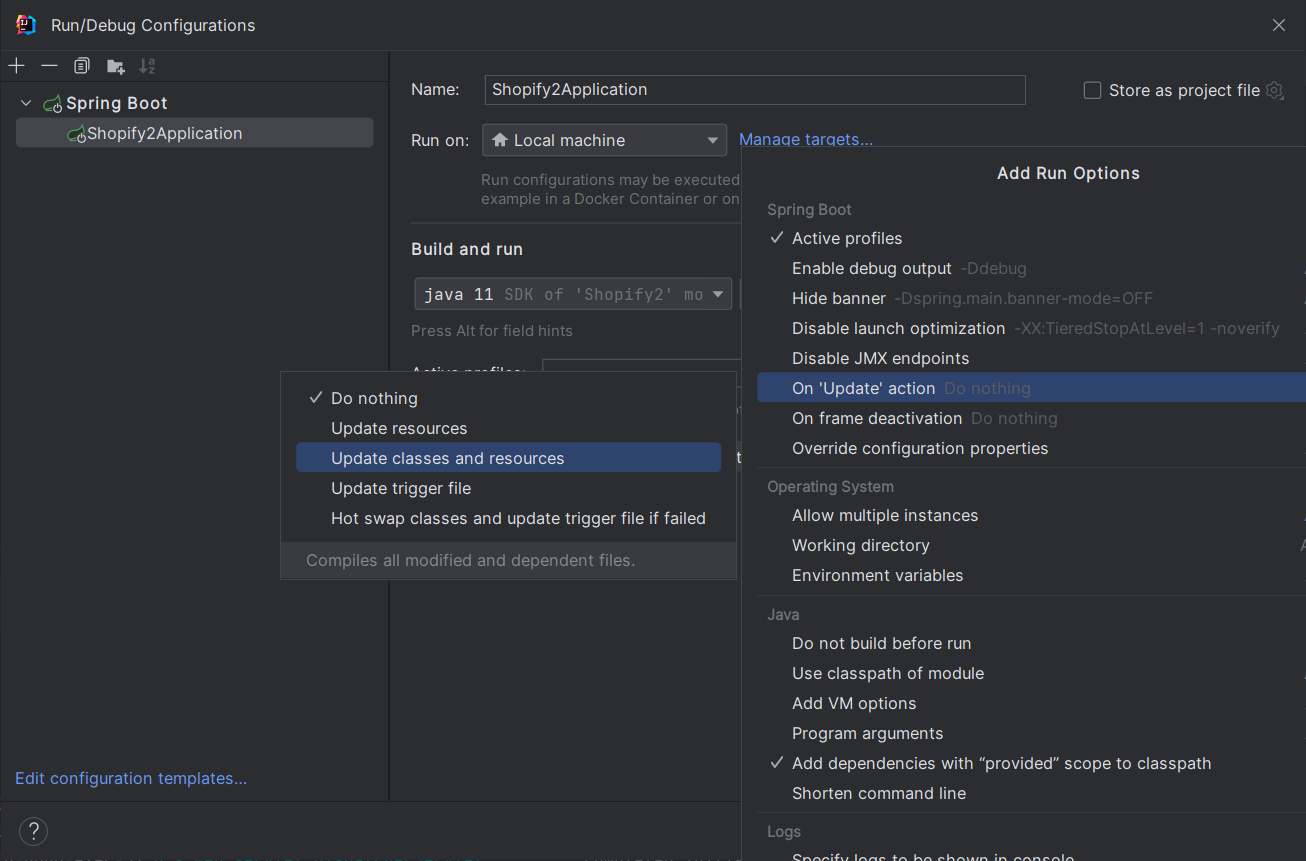 Run/Debug Configurations
Spring Boot
Shopify2Application
Edit configuration templates...
?
Name:
Shopify2Application
Store as project file
Run on:
Local machine
Manage targets...
Run configurations may be executed
example in a Docker Container or on
Build and run
java 11 SDK of 'Shopify2' mo
Press Alt for field hints
Active profiles:
Do nothing
Update resources
Update classes and resources
Update trigger file
Hot swap classes and update trigger file if failed
Compiles all modified and dependent files.
Add Run Options
Spring Boot
Active profiles
Enable debug output -Ddebug
Hide banner -Dspring.main.banner-mode=OFF
Disable launch optimization -XX:TieredStopAtLevel=1 -noverify
Disable JMX endpoints
On 'Update' action Do nothing
On frame deactivation Do nothing
Override configuration properties
Operating System
Allow multiple instances
Working directory
Environment variables
Java
Do not build before run
Use classpath of module
Add VM options
Program arguments
Add dependencies with “provided” scope to classpath
Shorten command line
Logs
Specify logs to be shown in console